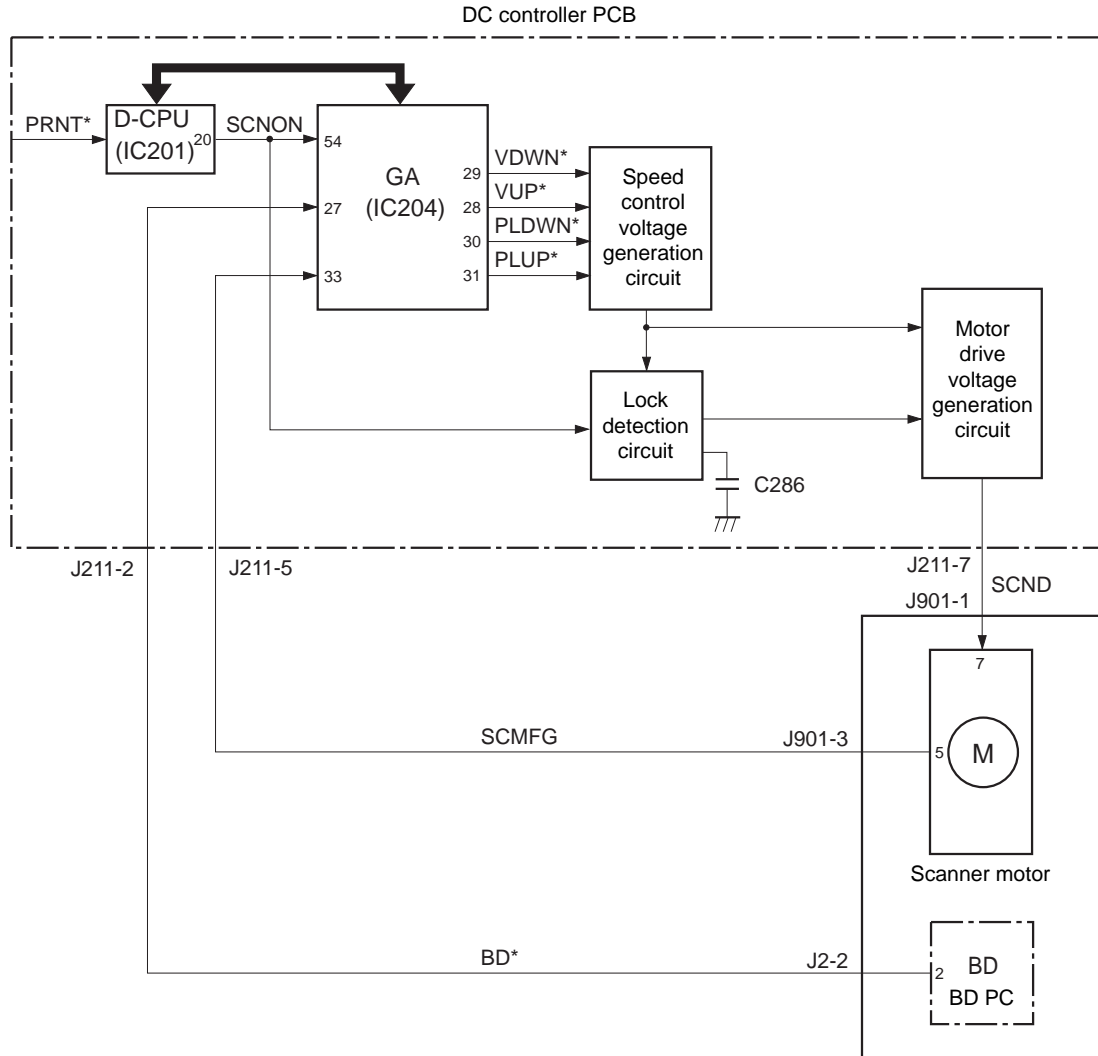 DC controller PCB
PRNT*
D-CPU
(IC201)
20
SCNON
54
27
33
GA
(IC204)
29
28
30
31
VDWN*
VUP*
PLDWN*
PLUP*
Speed
control
voltage
generation
circuit
Lock
detection
circuit
C286
Motor
drive
voltage
generation
circuit
J211-2
J211-5
J211-7
SCND
J901-1
7
SCMFG
J901-3
5
M
Scanner motor
BD*
J2-2
2
BD
BD PC